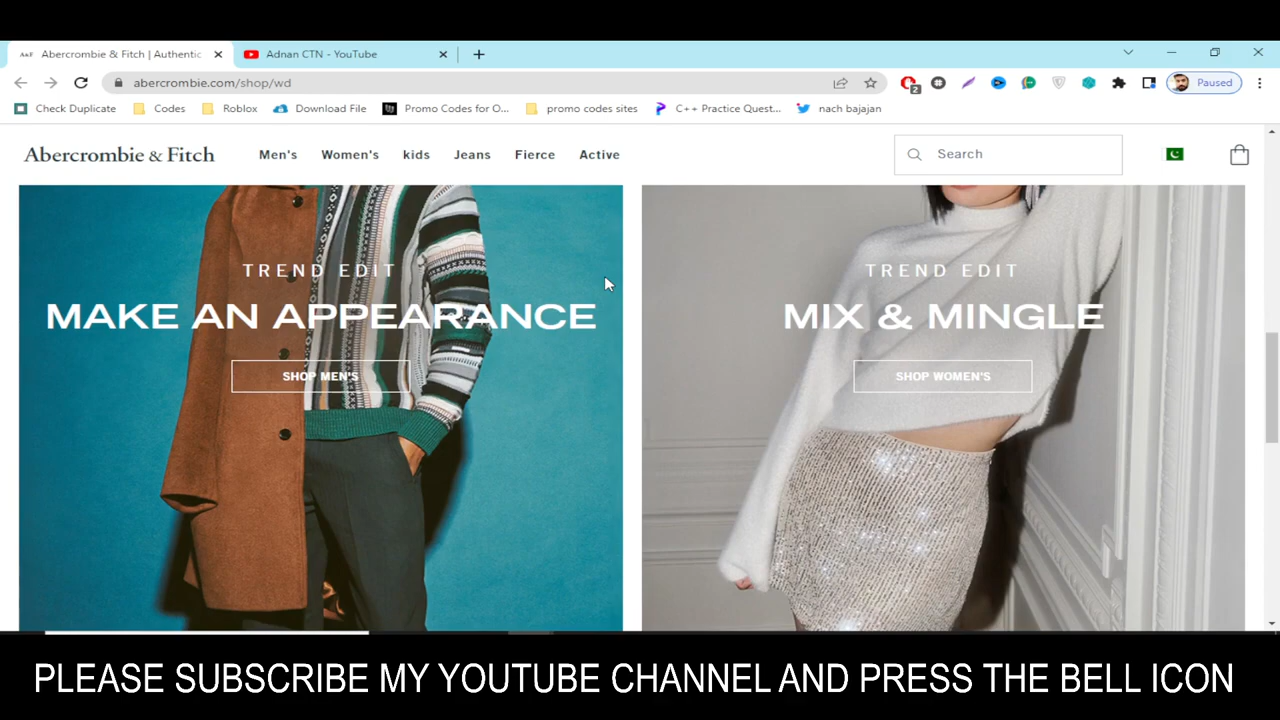 A&F Abercrombie & Fitch | Authentic
Adnan CTN - YouTube
abercrombie.com/shop/wd
2
Paused
Check Duplicate
Codes
Roblox
Download File
Promo Codes for O...
promo codes sites
C++ Practice Quest...
nach bajajan
Abercrombie & Fitch
Men's
Women's
kids
Jeans
Fierce
Active
Search
TREND EDIT
MAKE AN APPEARANCE
SHOP MEN'S
TREND EDIT
MIX & MINGLE
SHOP WOMEN'S
PLEASE SUBSCRIBE MY YOUTUBE CHANNEL AND PRESS THE BELL ICON